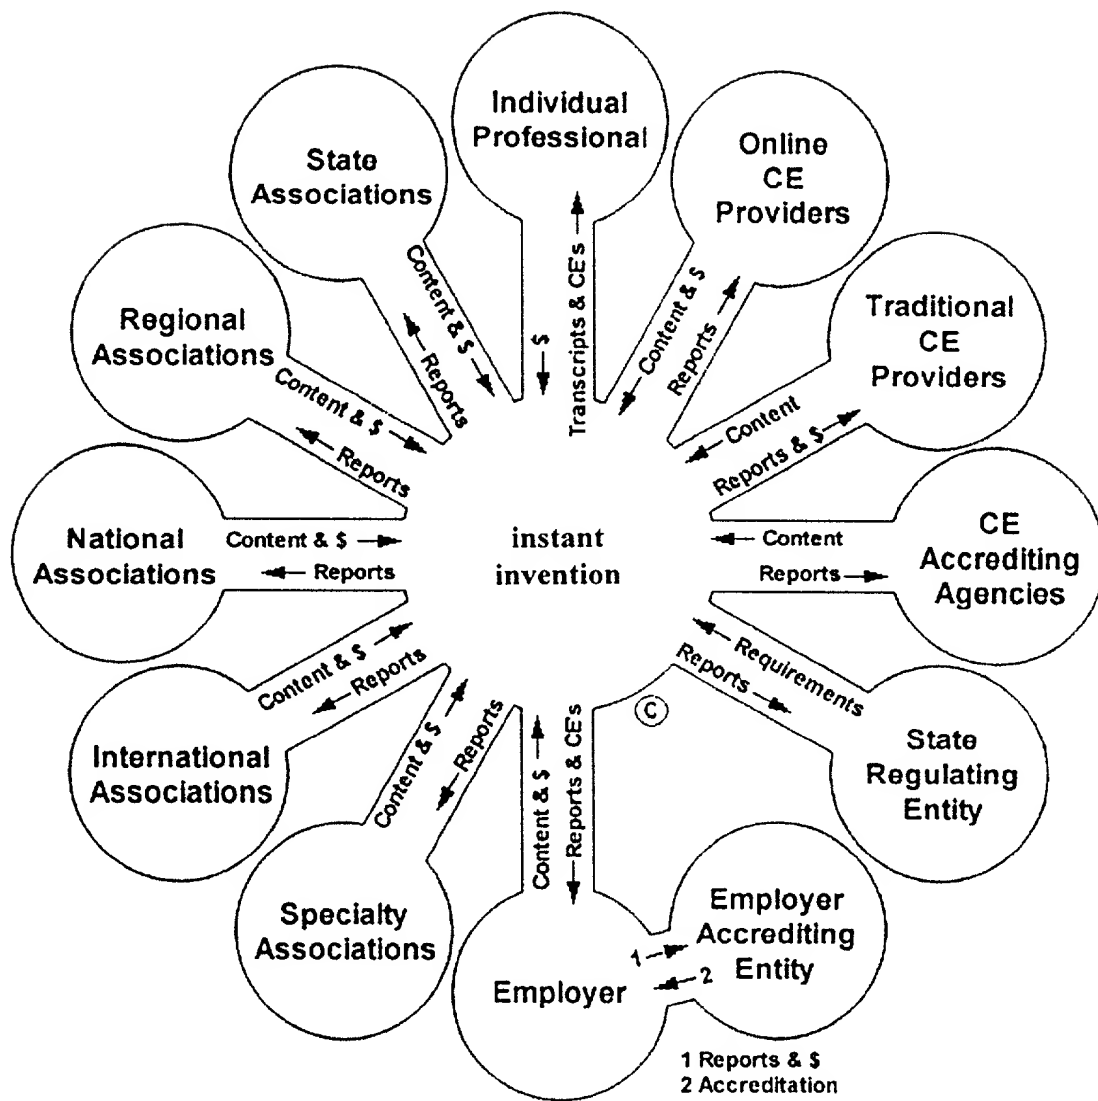 Individual
Professional
$
Transcripts & CE's
Online
CE
Providers
Content & $
Reports
Traditional
CE
Providers
Content
Reports & $
CE
Accrediting
Agencies
Content
Reports
State
Regulating
Entity
Requirements
Reports
Employer
Accrediting
Entity
1
2
1 Reports & $
2 Accreditation
Employer
Content & $
Reports & CE's
Specialty
Associations
Content & $
Reports
International
Associations
Content & $
Reports
National
Associations
Content & $
Reports
Regional
Associations
Content & $
Reports
State
Associations
Content & $
Reports
instant
invention
C